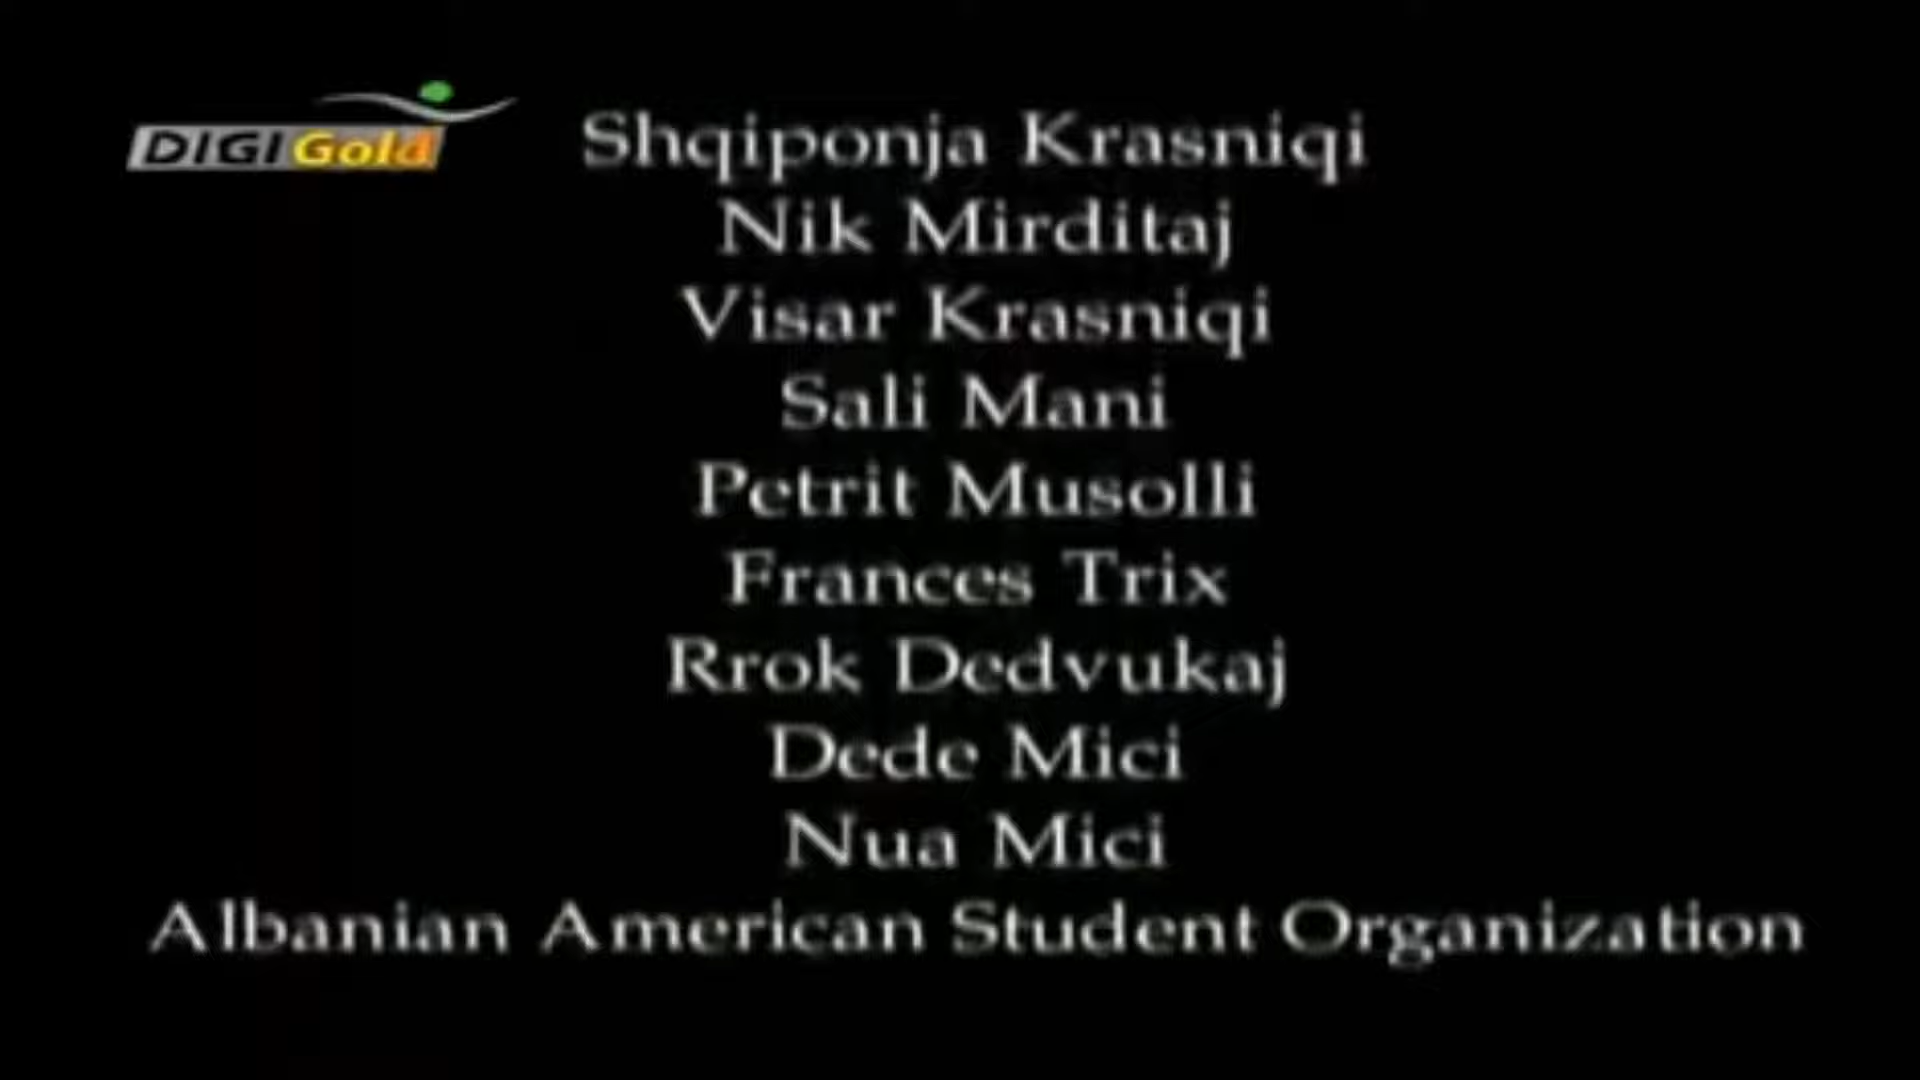 DIGI Gold
Shqiponja Krasniqi
Nik Mirditaj
Visar Krasniqi
Sali Mani
Petrit Musolli
Frances Trix
Rrok Dedvukaj
Dede Mici
Nua Mici
Albanian American Student Organization